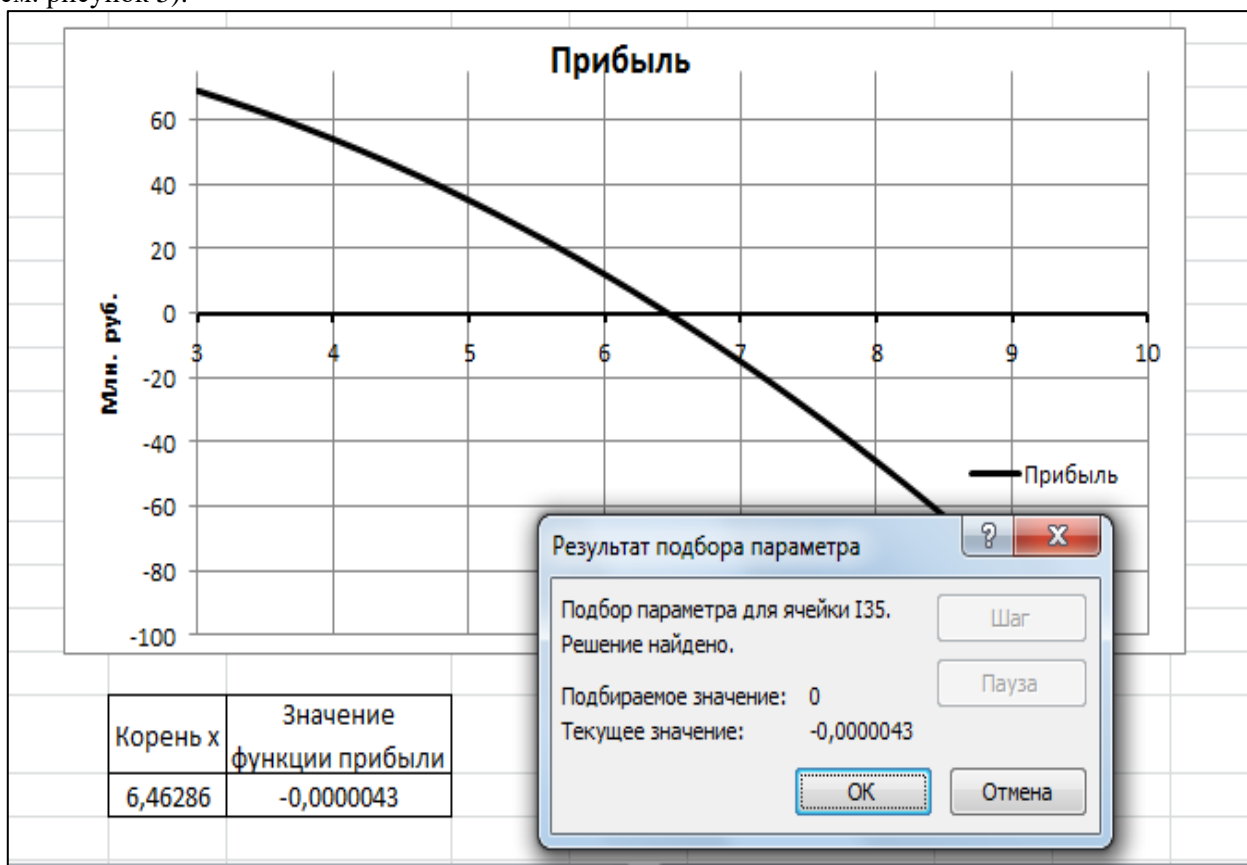 см. рисунок 3).
Прибыль
60
40
20
0
-20
-40
-60
-80
-100
Млн. руб.
3 4 5 6 7 8 9 10
Прибыль
Результат подбора параметра
?
X
Подбор параметра для ячейки I35.
Решение найдено.
Подбираемое значение: 0
Текущее значение: -0,0000043
Шаг
Пауза
ОК
Отмена
Корень x
Значение
функции прибыли
6,46286
-0,0000043